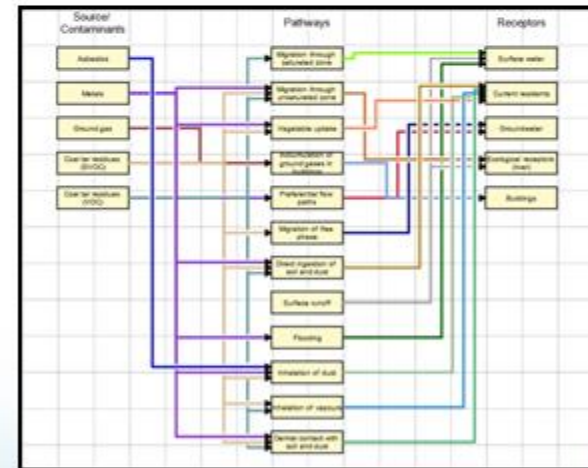 Source/
Contaminants
Pathways
Receptors
Asbestos
Metals
Ground gas
Coal tar residues
(SVOC)
Coal tar residues
(VOC)
Migration through
saturated zone
Migration through
unsaturated zone
Vegetable uptake
Accumulation of
ground gases in
buildings
Preferential flow
paths
Migration of free
phase
Direct ingestion of
soil and dust
Surface runoff
Flooding
Inhalation of dust
Inhalation of vapours
Dermal contact with
soil and dust
Surface water
Current residents
Groundwater
Ecological receptors
(river)
Buildings